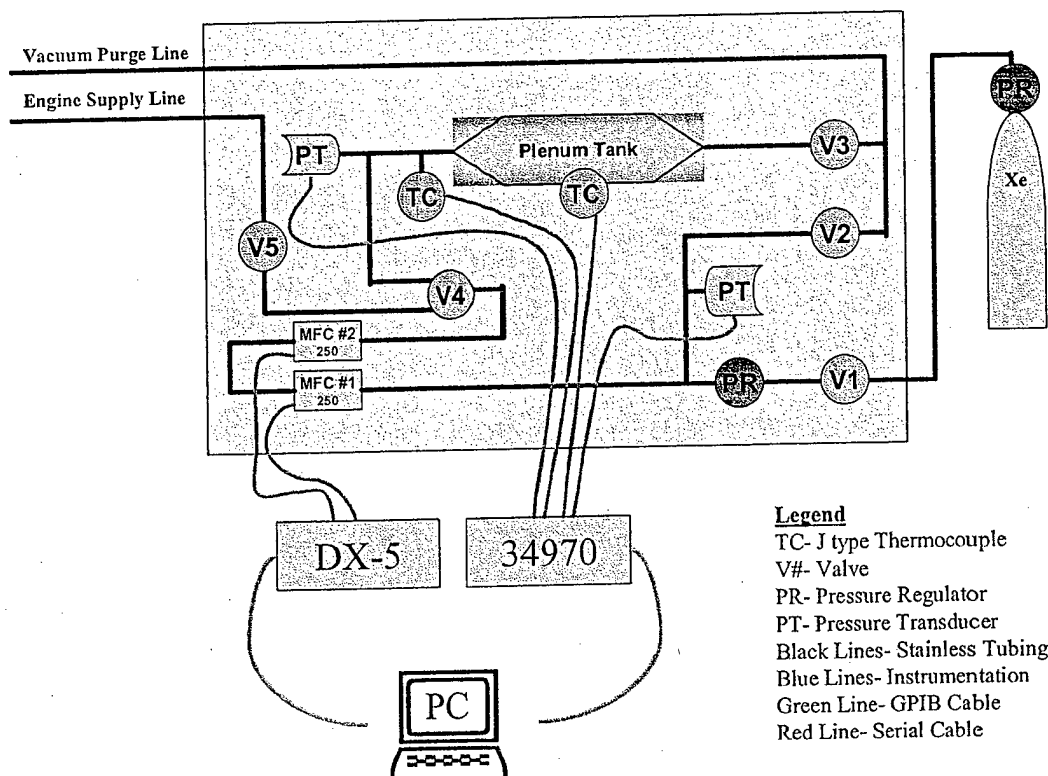 Vacuum Purge Line
Engine Supply Line
PR
Xe
PT
Plenum Tank
V3
TC
TC
V5
V2
V4
PT
MFC #2
250
MFC #1
250
PR
V1
DX-5
34970
PC
Legend
TC- J type Thermocouple
V#- Valve
PR- Pressure Regulator
PT- Pressure Transducer
Black Lines- Stainless Tubing
Blue Lines- Instrumentation
Green Line- GPIB Cable
Red Line- Serial Cable